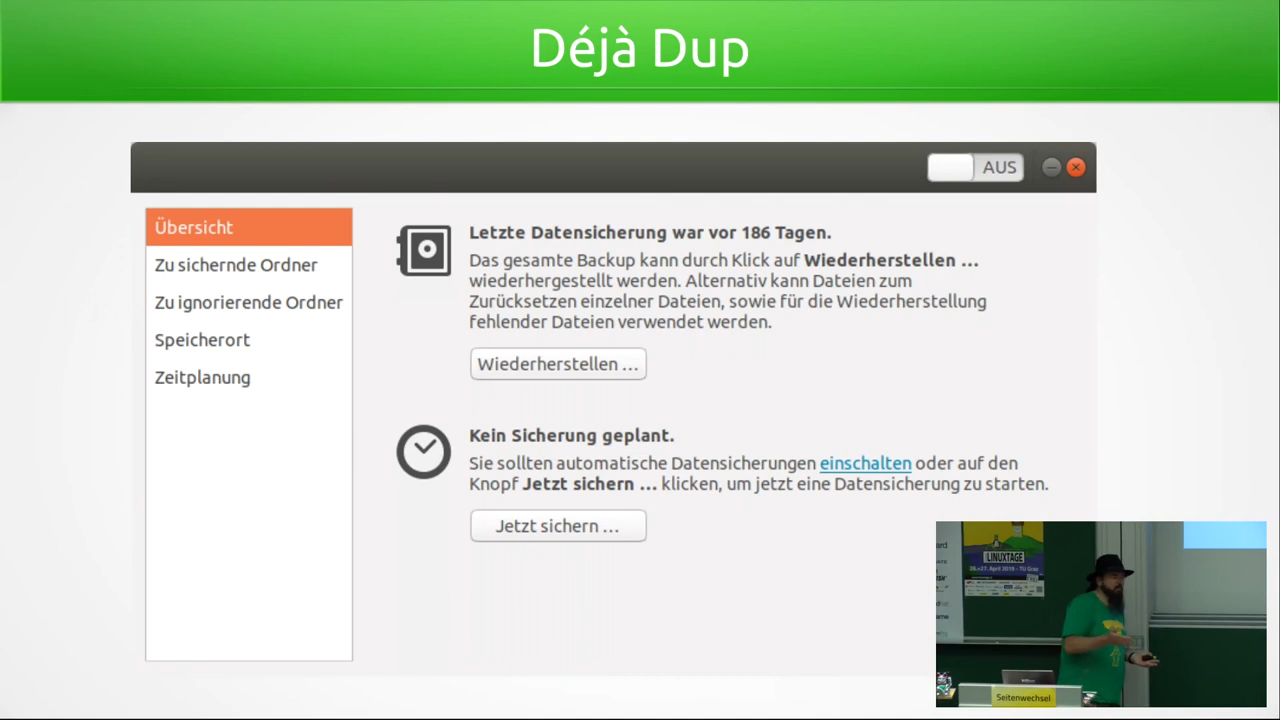 Déjà Dup
AUS
Übersicht
Zu sichernde Ordner
Zu ignorierende Ordner
Speicherort
Zeitplanung
Letzte Datensicherung war vor 186 Tagen.
Das gesamte Backup kann durch Klick auf Wiederherstellen ...
wiederhergestellt werden. Alternativ kann Dateien zum
Zurücksetzen einzelner Dateien, sowie für die Wiederherstellung
fehlender Dateien verwendet werden.
Wiederherstellen ...
Kein Sicherung geplant.
Sie sollten automatische Datensicherungen einschalten oder auf den
Knopf Jetzt sichern ... klicken, um jetzt eine Datensicherung zu starten.
Jetzt sichern ...
LINUXTAGE
Seitenwechsel